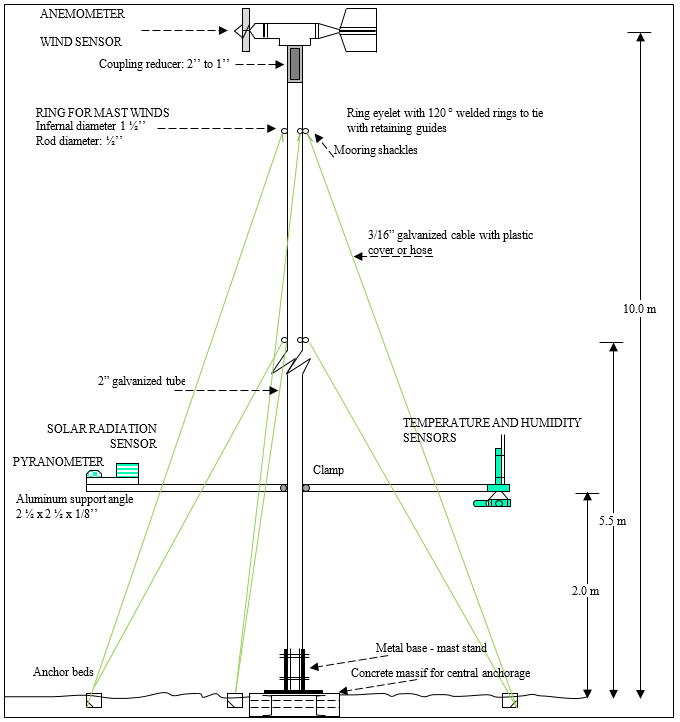 ANEMOMETER
WIND SENSOR
Coupling reducer: 2’’ to 1’’
RING FOR MAST WINDS
Infernal diameter 1 ½’’
Rod diameter: ½’’
Ring eyelet with 120 ° welded rings to tie
with retaining guides
Mooring shackles
3/16” galvanized cable with plastic
cover or hose
10.0 m
2” galvanized tube
SOLAR RADIATION
SENSOR
TEMPERATURE AND HUMIDITY
SENSORS
PYRANOMETER
Clamp
Aluminum support angle
2 ½ x 2 ½ x 1/8’’
5.5 m
2.0 m
Metal base - mast stand
Anchor beds
Concrete massif for central anchorage